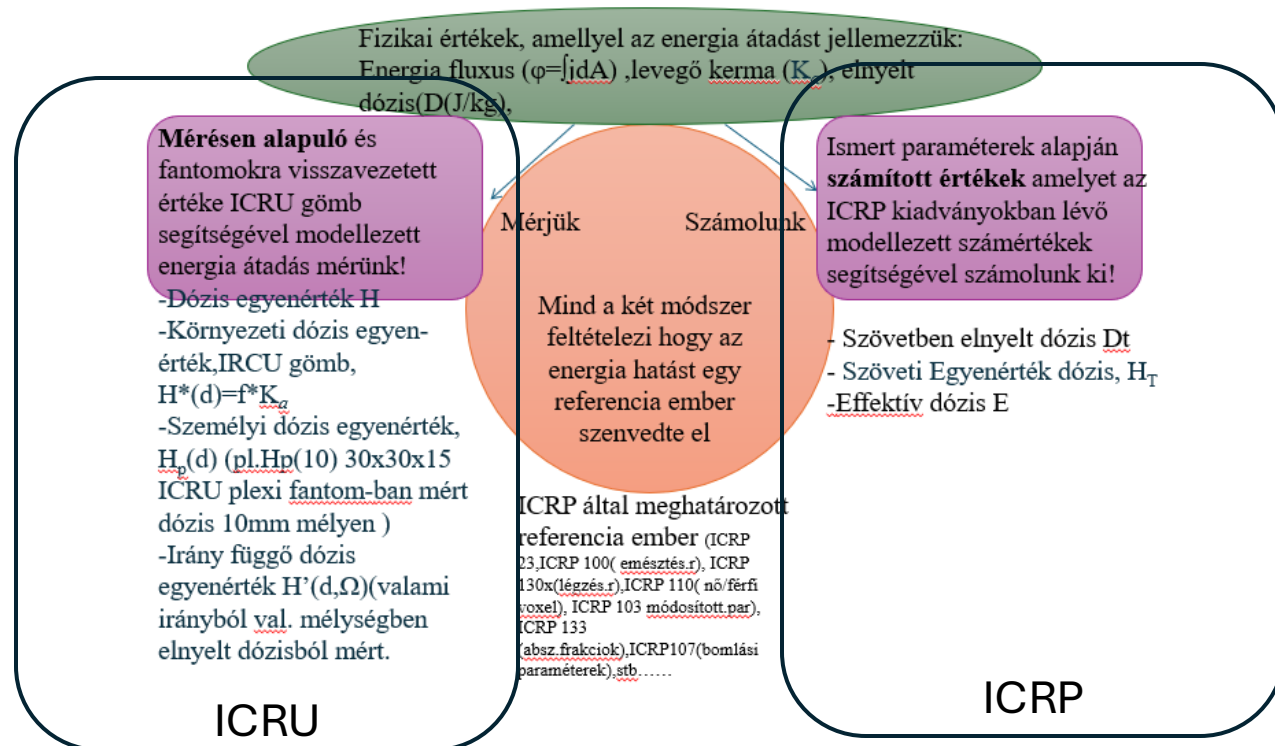 Fizikai értékek, amellyel az energia átadást jellemezzük:
Energia fluxus (φ=∫jdA) ,levegő kerma (Ka), elnyelt
dózis(D(J/kg),
Mérésen alapuló és
fantomokra visszavezetett
értéke ICRU gömb
segítségével modellezett
energia átadás mérünk!
-Dózis egyenérték H
-Környezeti dózis egyen-
érték,IRCU gömb,
H*(d)=f*Ka
-Személyi dózis egyenérték,
Hp(d) (pl.Hp(10) 30x30x15
ICRU plexi fantom-ban mért
dózis 10mm mélyen )
-Irány függő dózis
egyenérték H’(d,Ω)(valami
irányból val. mélységben
elnyelt dózisból mért.
ICRU
Mérjük
Számolunk
Mind a két módszer
feltételezi hogy az
energia hatást egy
referencia ember
szenvedte el
ICRP által meghatározott
referencia ember (ICRP
23,ICRP 100( emésztés.r), ICRP
130x(légzés.r),ICRP 110( nő/férfi
voxel), ICRP 103 módosított.par),
ICRP 133
(absz.frakciok),ICRP107(bomlási
paraméterek),stb……
Ismert paraméterek alapján
számított értékek amelyet az
ICRP kiadványokban lévő
modellezett számértékek
segítségével számolunk ki!
- Szövetben elnyelt dózis Dt
- Szöveti Egyenérték dózis, HT
-Effektív dózis E
ICRP